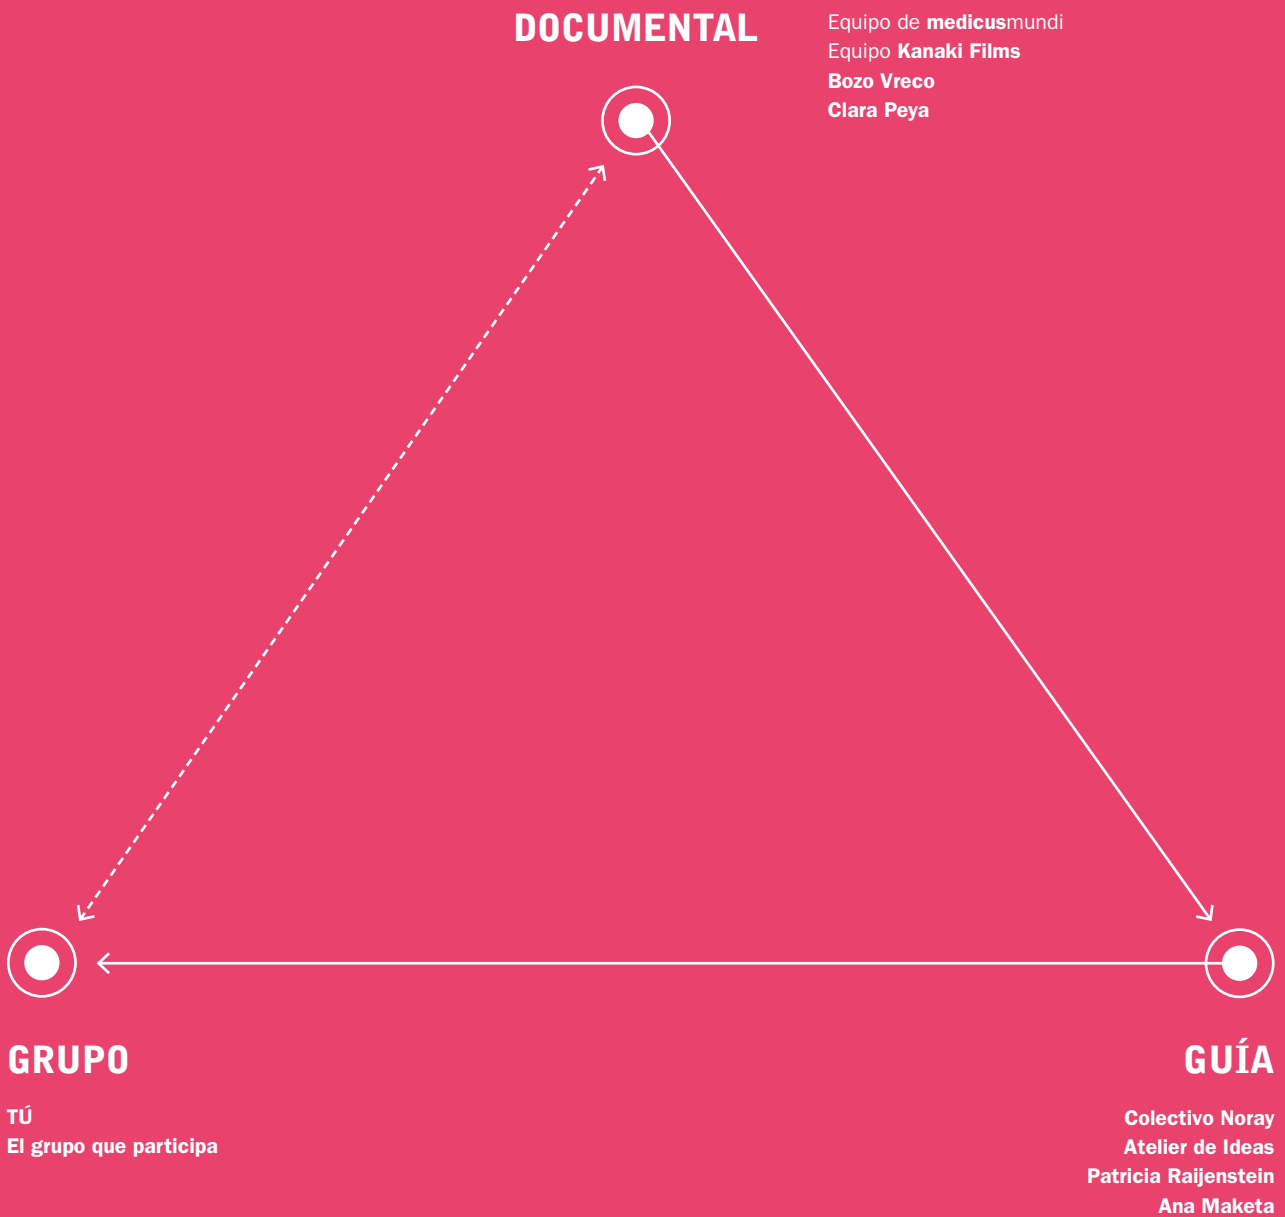 DOCUMENTAL
Equipo de medicusmundi
Equipo Kanaki Films
Bozo Vreco
Clara Peya
GRUPO
TÚ
El grupo que participa
GUÍA
Colectivo Noray
Atelier de Ideas
Patricia Raijenstein
Ana Maketa